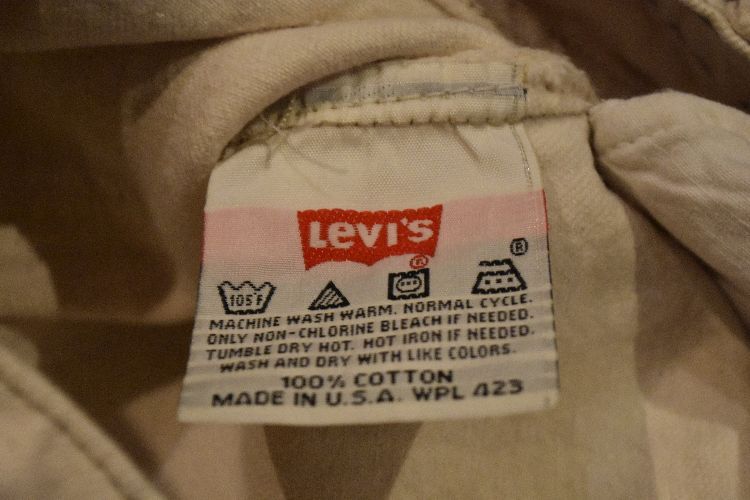 Levi's
®
®
105°F
MACHINE WASH WARM. NORMAL CYCLE.
ONLY NON-CHLORINE BLEACH IF NEEDED.
TUMBLE DRY HOT. HOT IRON IF NEEDED.
WASH AND DRY WITH LIKE COLORS.
100% COTTON
MADE IN U.S.A. WPL 423